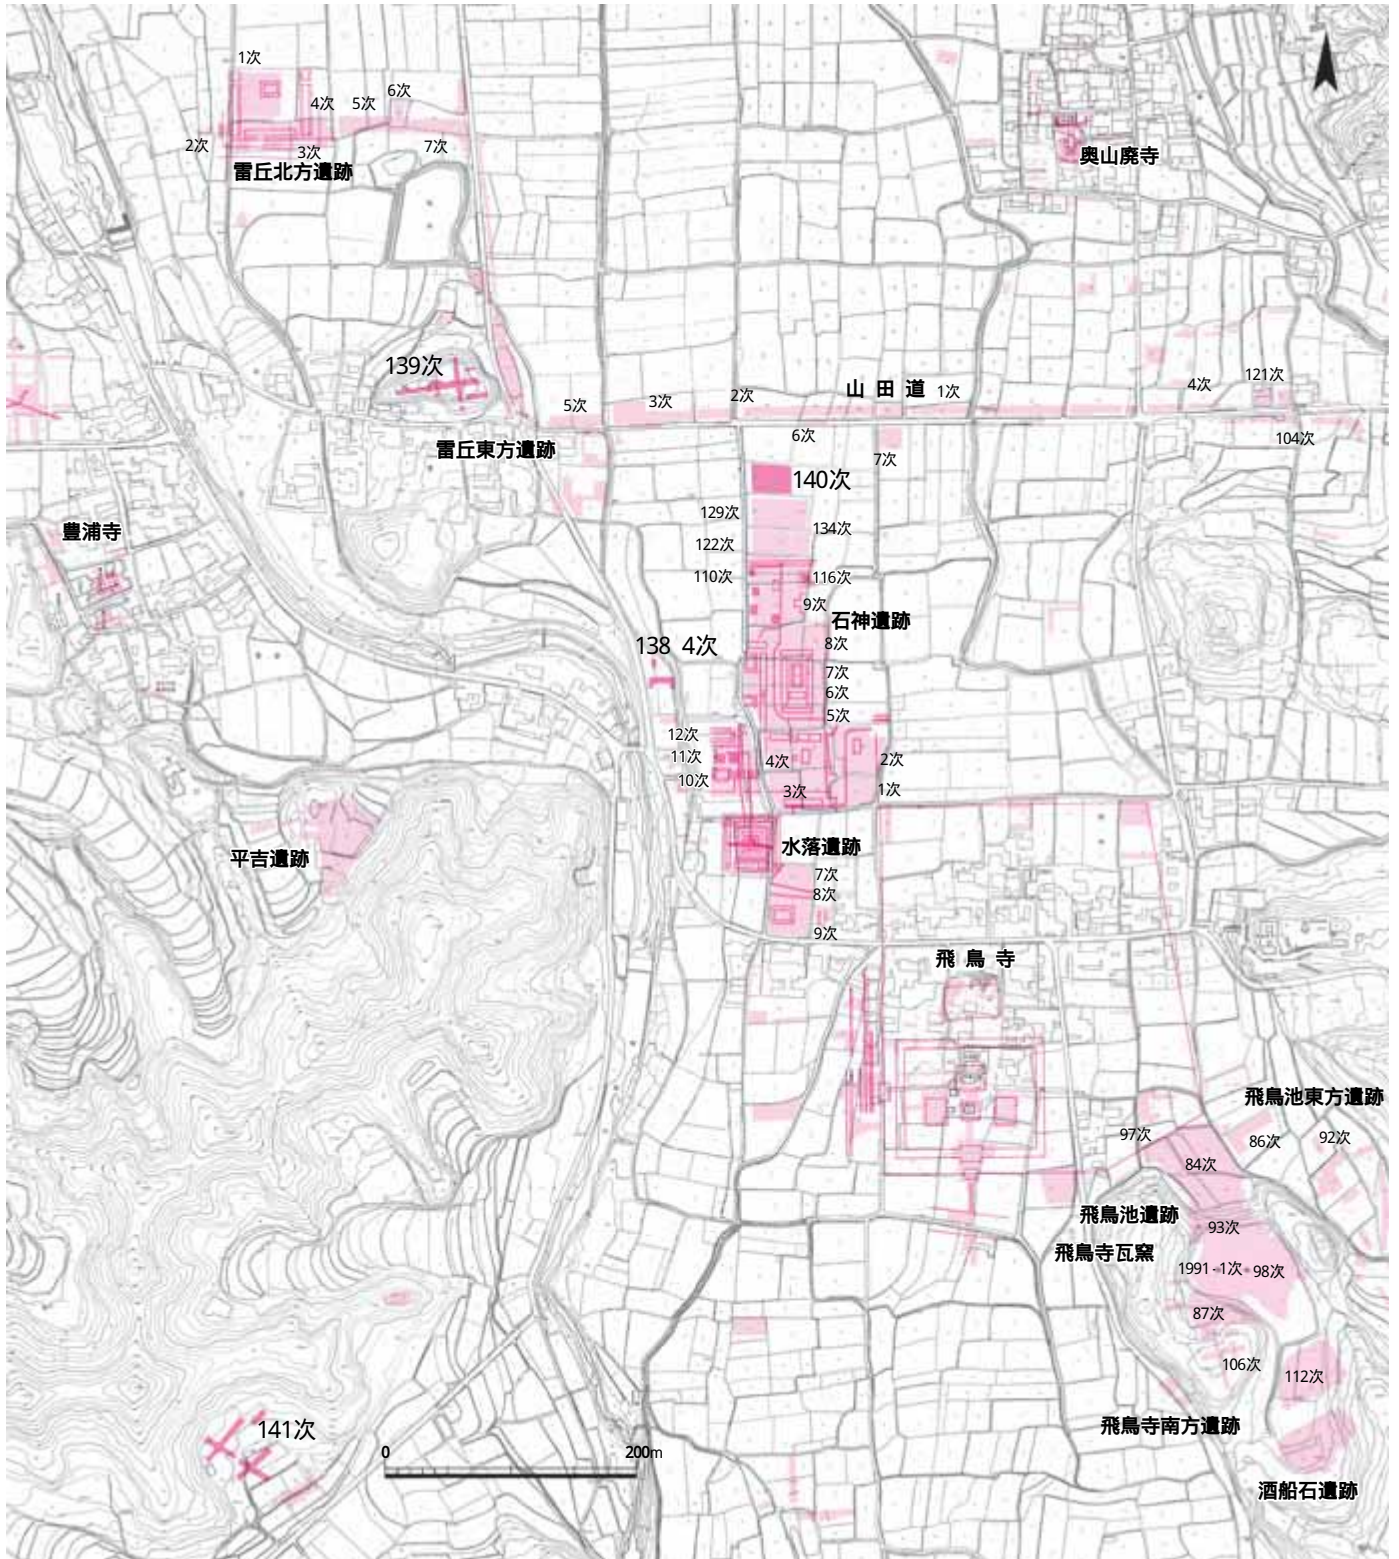 1次
6次
4次
5次
2次
3次
7次
雷丘北方遺跡
奥山廃寺
139次
121次
山田道
1次
4次
2次
3次
5次
6次
104次
雷丘東方遺跡
7次
140次
129次
134次
豊浦寺
122次
110次
116次
9次
石神遺跡
138 4次
8次
7次
6次
5次
12次
11次
4次
2次
10次
3次
1次
水落遺跡
平吉遺跡
7次
8次
9次
飛鳥寺
飛鳥池東方遺跡
97次
86次
92次
84次
飛鳥池遺跡
93次
飛鳥寺瓦窯
1991-1次・98次
87次
106次
112次
141次
飛鳥寺南方遺跡
0
200m
酒船石遺跡